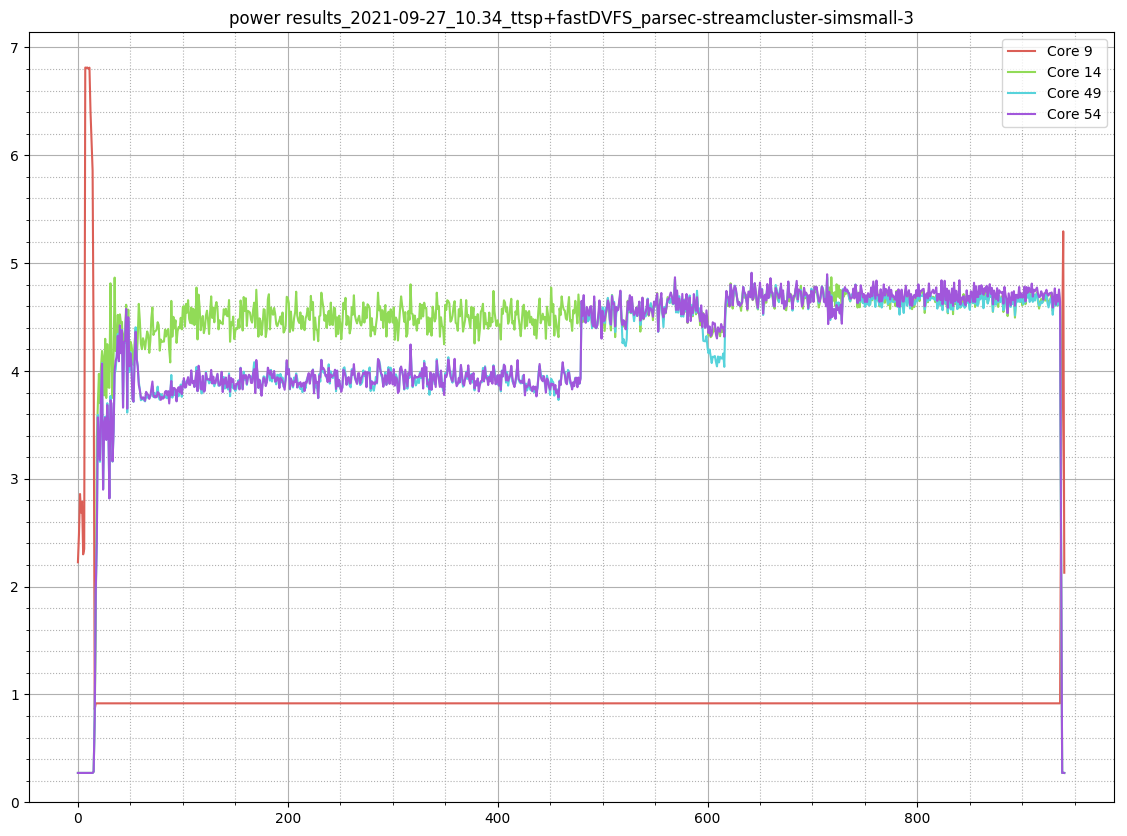 power results_2021-09-27_10.34_ttsp+fastDVFS_parsec-streamcluster-simsmall-3
7
6
5
4
3
2
1
0
Core 9
Core 14
Core 49
Core 54
0 200 400 600 800